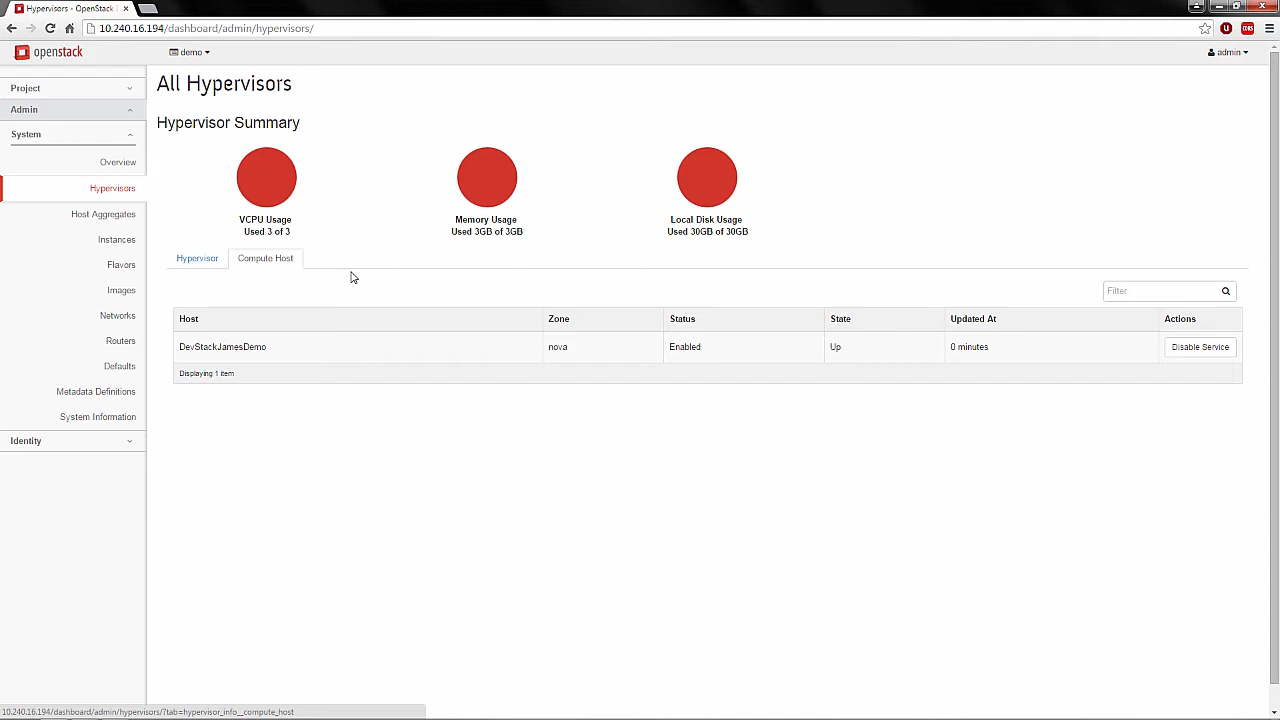 Hypervisors - OpenStack
10.240.16.194/dashboard/admin/hypervisors/
openstack
demo
admin
Project
Admin
System
Overview
Hypervisors
Host Aggregates
Instances
Flavors
Images
Networks
Routers
Defaults
Metadata Definitions
System Information
Identity
All Hypervisors
Hypervisor Summary
VCPU Usage
Used 3 of 3
Memory Usage
Used 3GB of 3GB
Local Disk Usage
Used 30GB of 30GB
Hypervisor Compute Host
Filter
Host Zone Status State Updated At Actions
DevStackJamesDemo nova Enabled Up 0 minutes Disable Service
Displaying 1 item
10.240.16.194/dashboard/admin/hypervisors/?tab=hypervisor_info__compute_host